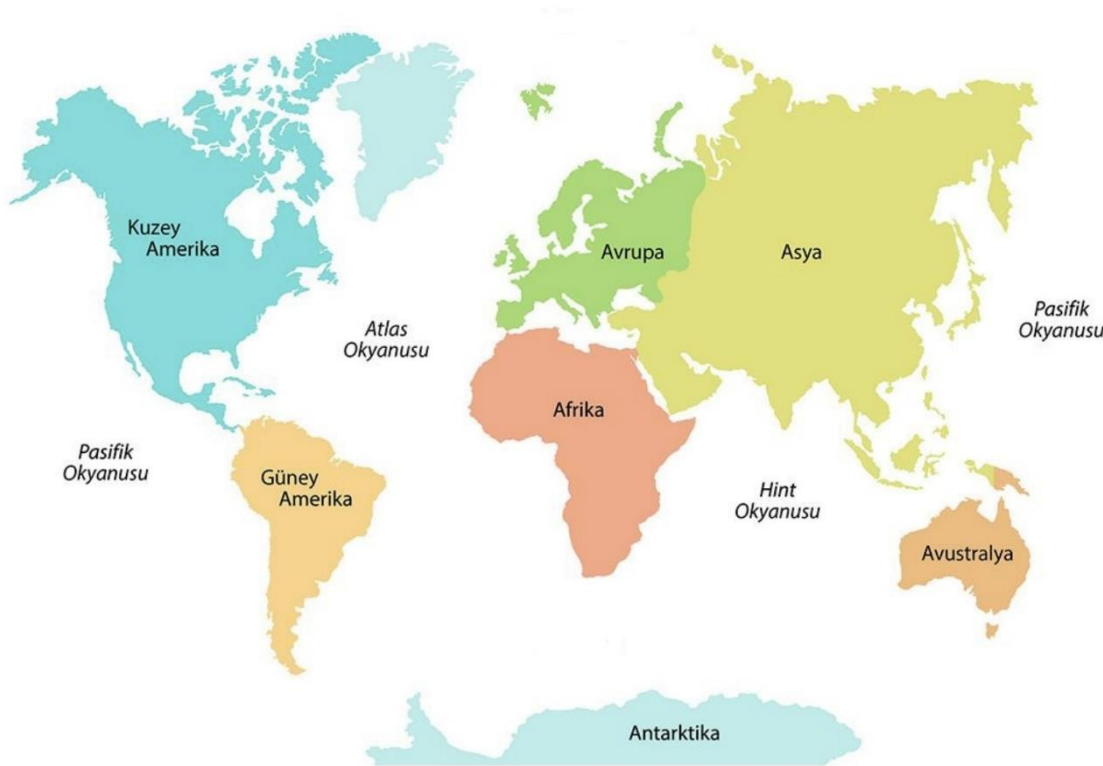 Kuzey
Amerika
Avrupa
Asya
Atlas
Okyanusu
Pasifik
Okyanusu
Afrika
Pasifik
Okyanusu
Güney
Amerika
Hint
Okyanusu
Avustralya
Antarktika